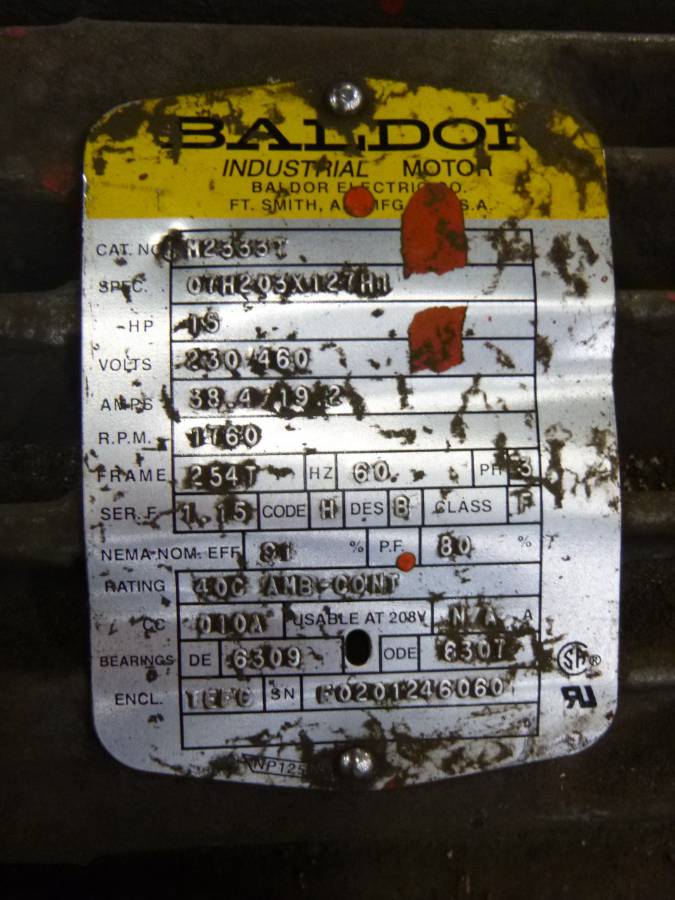 BALDOR
INDUSTRIAL MOTOR
BALDOR ELECTRIC CO.
FT. SMITH, A MFG. S.A.
CAT. NO M2333T
SPEC. 07H203X127H1
HP 15
VOLTS 230/460
AMPS 38.4/19.2
R.P.M. 1760
FRAME 254T HZ 60 PH 3
SER. F. 1.15 CODE H DES B CLASS F
NEMA-NOM. EFF. 91 % P.F. 80 %
RATING 40C AMB-CONT
CC 010A USABLE AT 208V N/A A
BEARINGS DE 6309 ODE 6307
ENCL. TEFC SN F0201246060
NP125